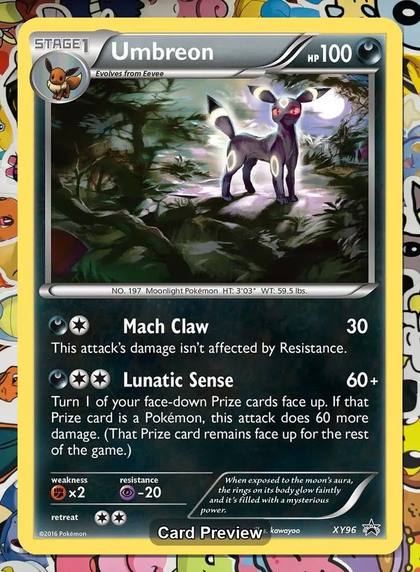 STAGE1 Umbreon HP100
Evolves from Eevee
NO. 197 Moonlight Pokémon HT: 3'03" WT: 59.5 lbs.
Mach Claw 30
This attack's damage isn't affected by Resistance.
Lunatic Sense 60+
Turn 1 of your face-down Prize cards face up. If that
Prize card is a Pokémon, this attack does 60 more
damage. (That Prize card remains face up for the rest
of the game.)
weakness resistance
×2 -20
retreat
When exposed to the moon's aura,
the rings on its body glow faintly
and it's filled with a mysterious
power.
©2016 Pokémon
Card Preview
kawayoo
XY96